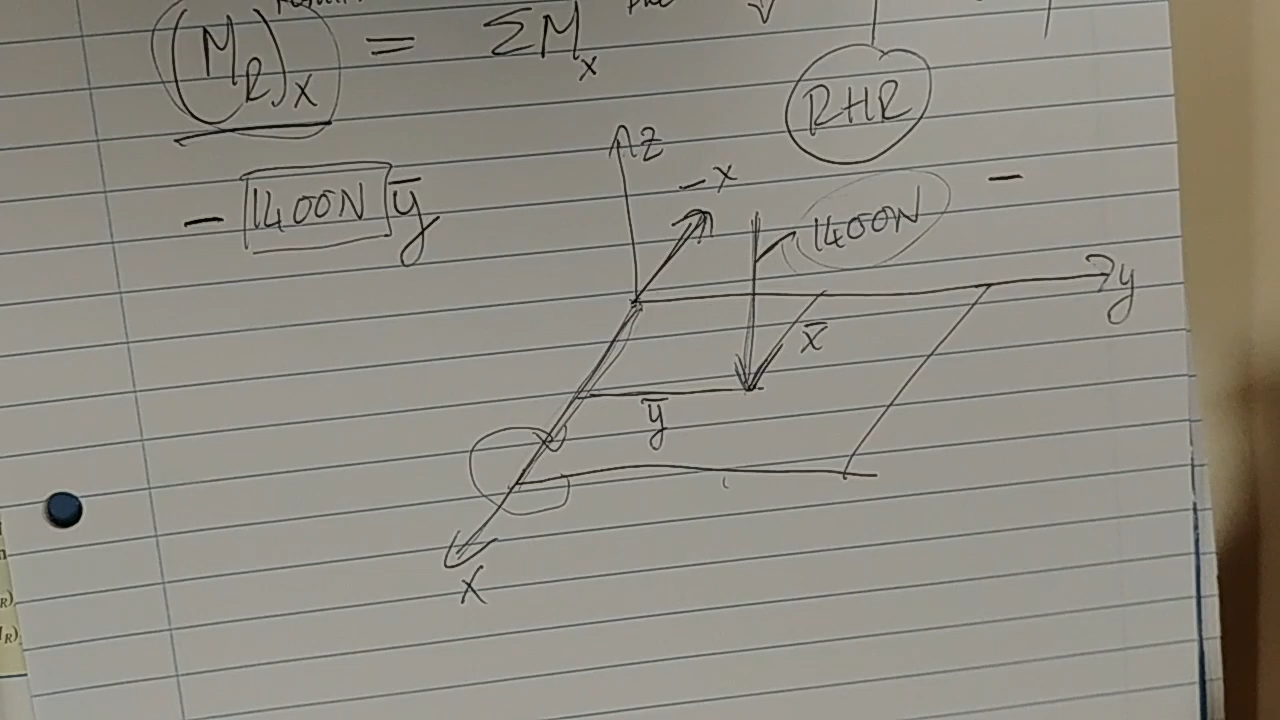 (M_R)_x = ΣM_x
RHR
z
-x
-
- 1400N ȳ
1400N
y
x̄
ȳ
x
R)